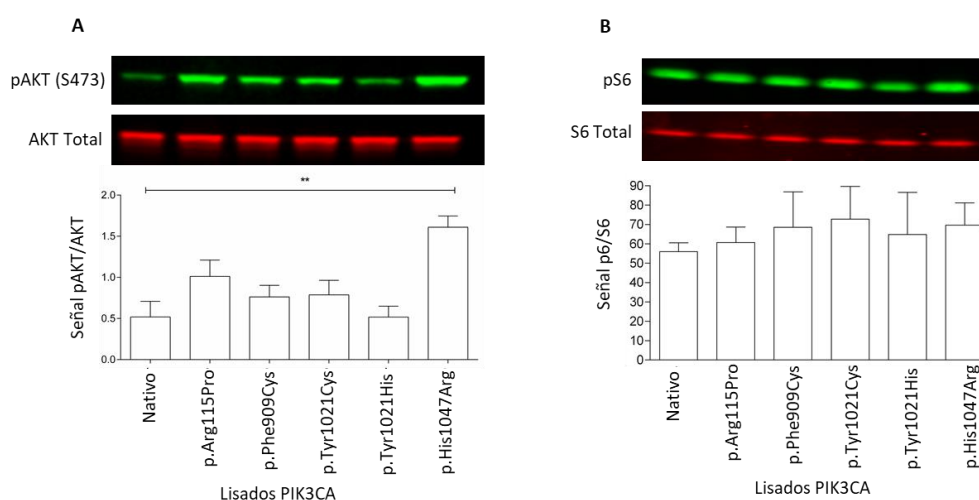 A
pAKT (S473)
AKT Total
**
Señal pAKT/AKT
2.0
1.5
1.0
0.5
0.0
Nativo
p.Arg115Pro
p.Phe909Cys
p.Tyr1021Cys
p.Tyr1021His
p.His1047Arg
Lisados PIK3CA
B
pS6
S6 Total
Señal p6/S6
90
80
70
60
50
40
30
20
10
0
Nativo
p.Arg115Pro
p.Phe909Cys
p.Tyr1021Cys
p.Tyr1021His
p.His1047Arg
Lisados PIK3CA